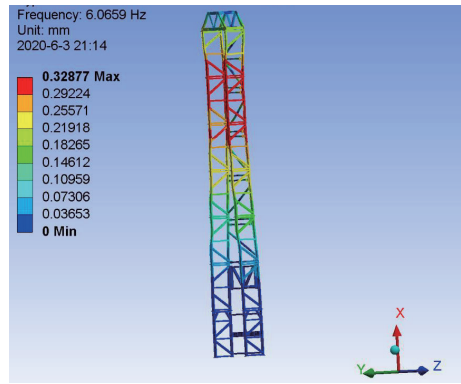 Frequency: 6.0659 Hz
Unit: mm
2020-6-3 21:14
0.32877 Max
0.29224
0.25571
0.21918
0.18265
0.14612
0.10959
0.07306
0.03653
0 Min
X
Y
Z